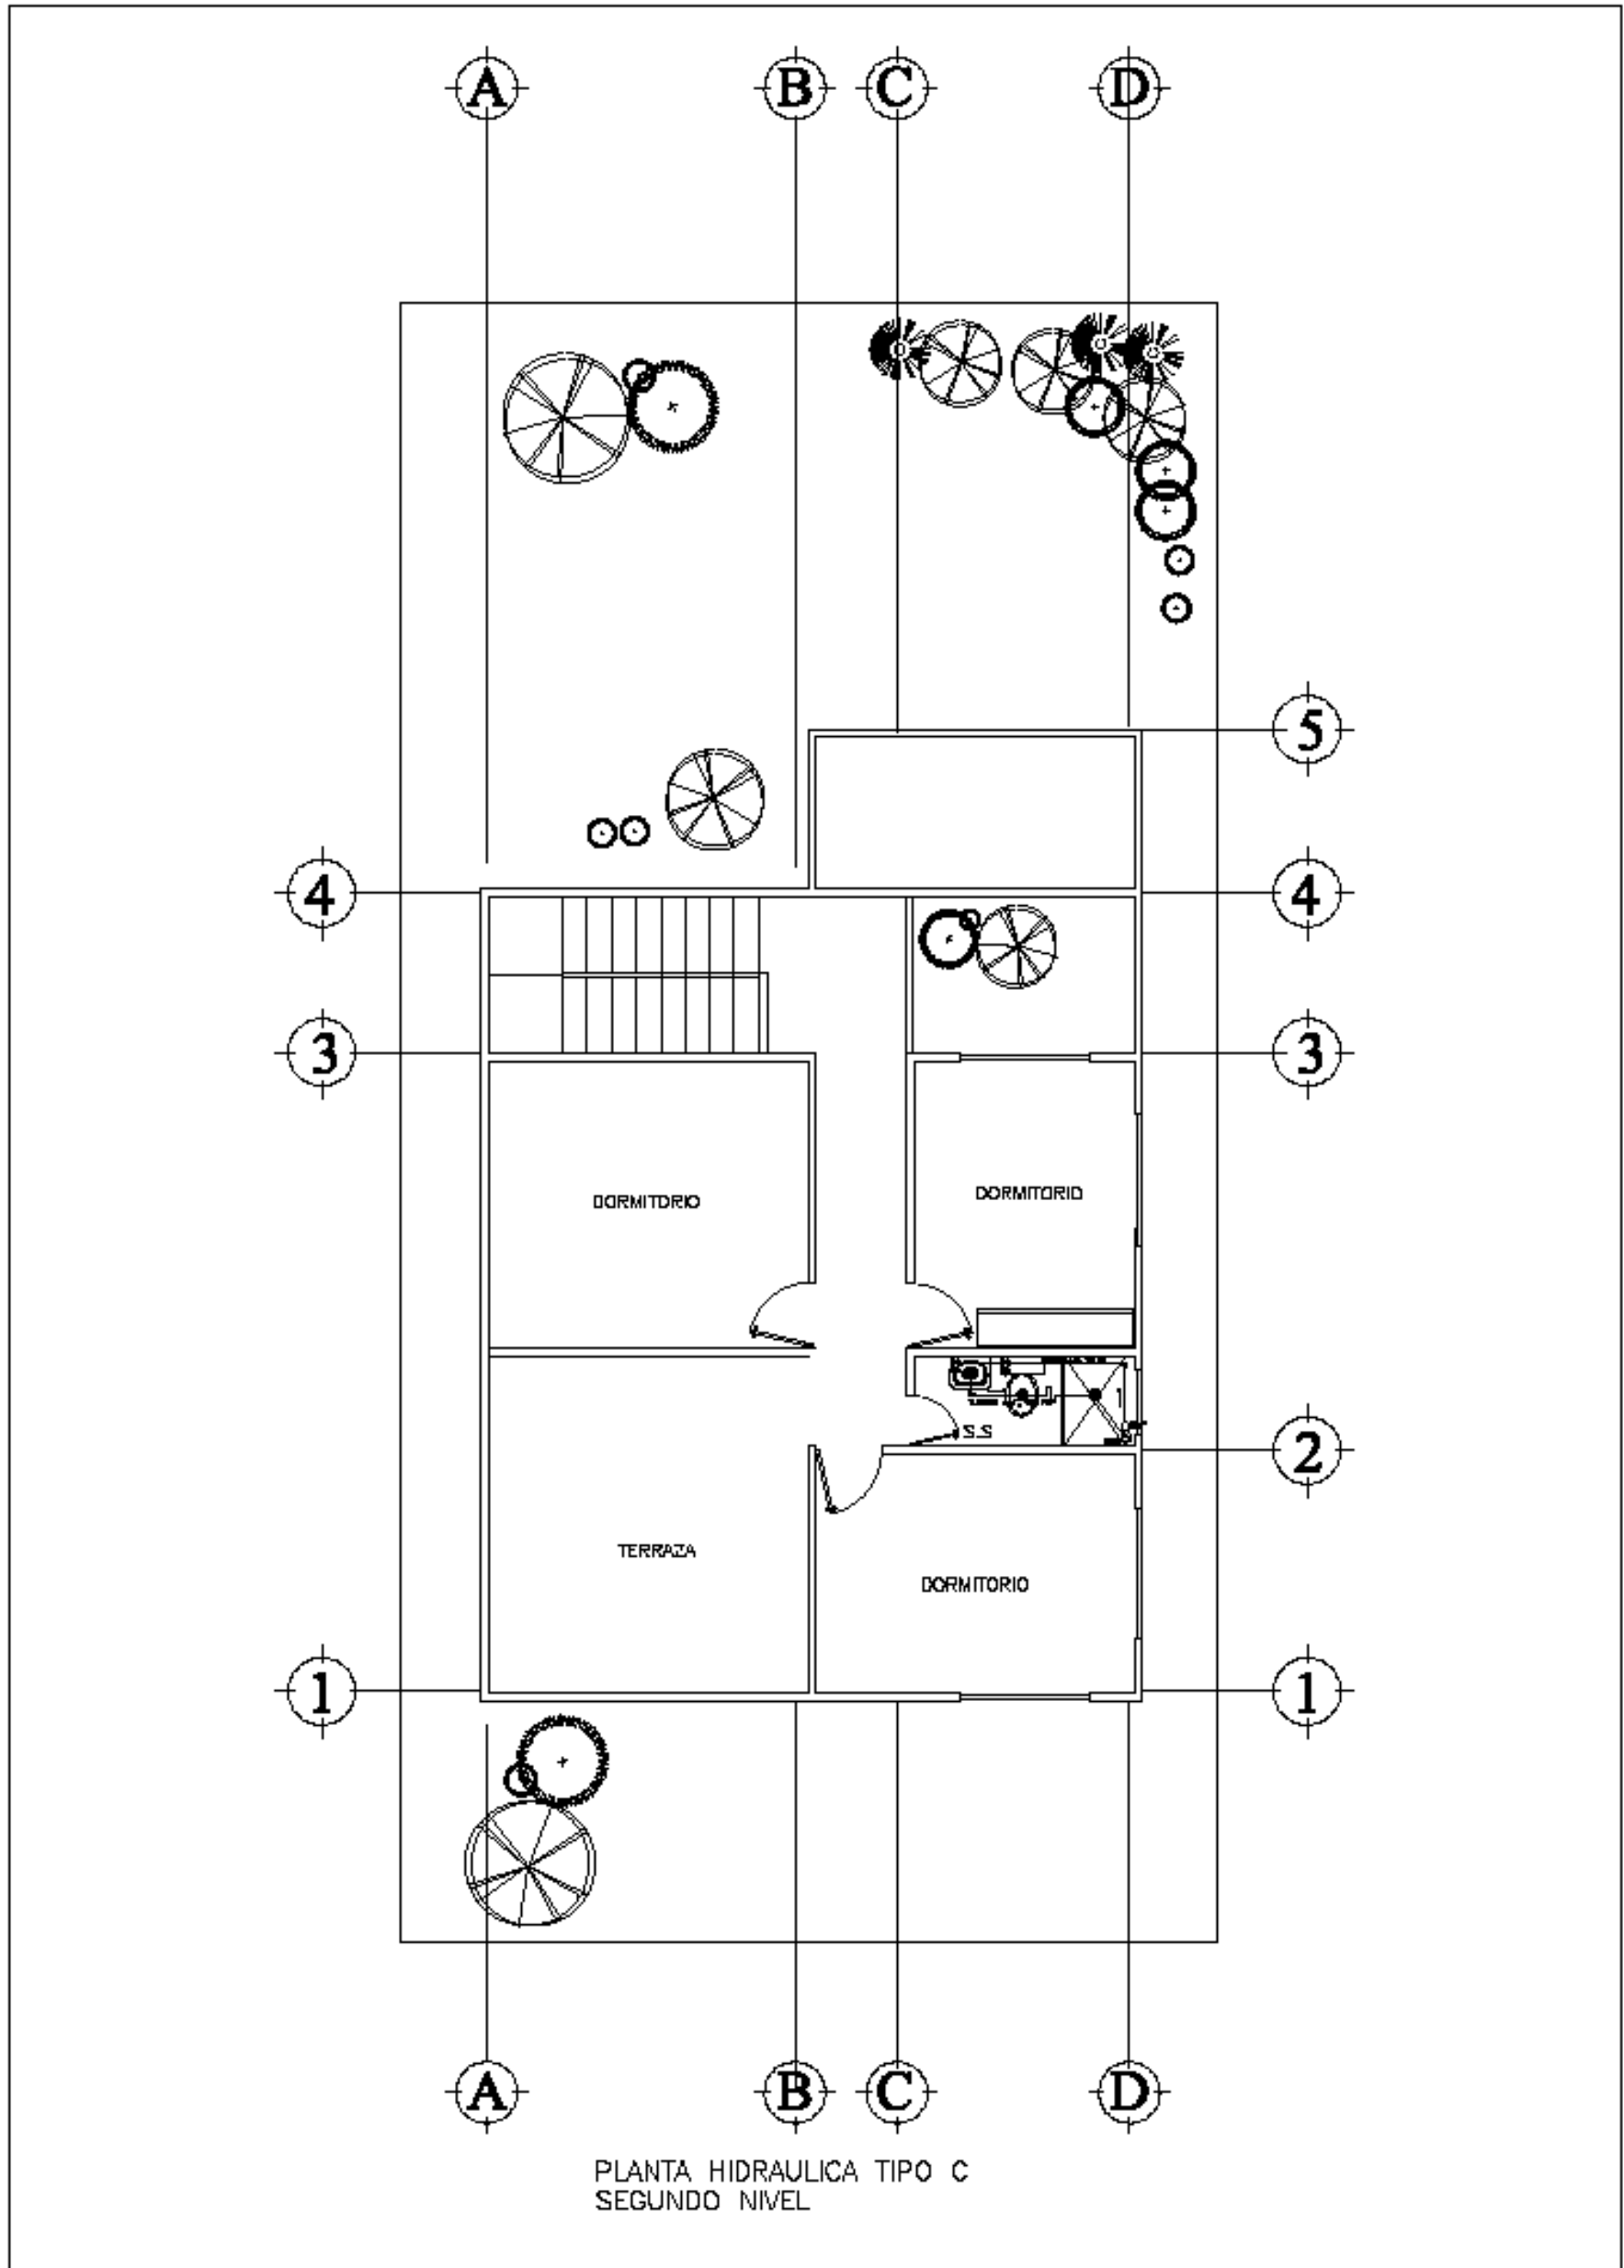 A B C D
5
4 4
3 3
DORMITORIO DORMITORIO
S.S
2
TERRAZA
DORMITORIO
1 1
A B C D
PLANTA HIDRAULICA TIPO C
SEGUNDO NIVEL